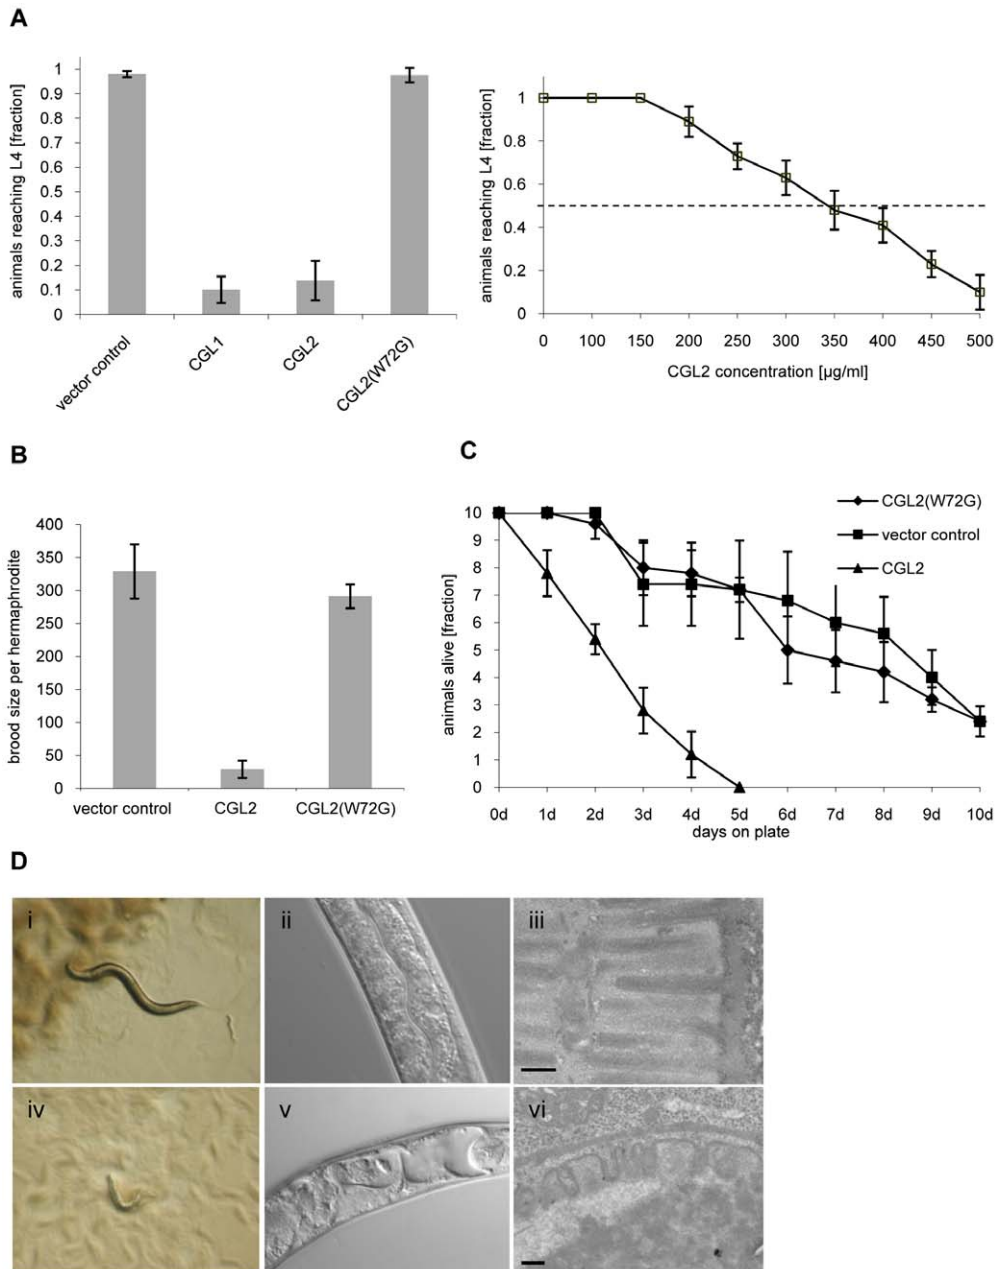 A
animals reaching L4 [fraction]
1
0.9
0.8
0.7
0.6
0.5
0.4
0.3
0.2
0.1
0
vector control
CGL1
CGL2
CGL2(W72G)
animals reaching L4 [fraction]
1
0.8
0.6
0.4
0.2
0
0 100 150 200 250 300 350 400 450 500
CGL2 concentration [µg/ml]
B
brood size per hermaphrodite
400
350
300
250
200
150
100
50
0
vector control CGL2 CGL2(W72G)
C
CGL2(W72G)
vector control
CGL2
animals alive [fraction]
10
9
8
7
6
5
4
3
2
1
0
0d 1d 2d 3d 4d 5d 6d 7d 8d 9d 10d
days on plate
D
i ii iii
iv v vi